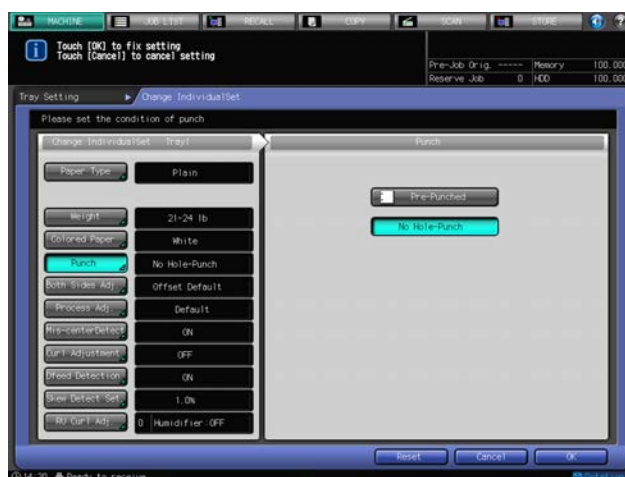 MACHINE JOB LIST RECALL COPY SCAN STORE
Touch [OK] to fix setting
Touch [Cancel] to cancel setting
Pre-Job Orig. ----- Memory 100.00
Reserve Job 0 HDD 100.00
Tray Setting Change IndividualSet
Please set the condition of punch
Change IndividualSet Tray1
Punch
Paper Type Plain
Pre-Punched
Weight 21-24 lb
No Hole-Punch
Colored Paper White
Punch No Hole-Punch
Both Sides Adj. Offset Default
Process Adj. Default
Mis-centerDetect ON
Curl Adjustment OFF
Dfeed Detection ON
Skew Detect Set. 1.0%
RU Curl Adj. 0 Humidifier:OFF
Reset Cancel OK
14:20 Ready to receive